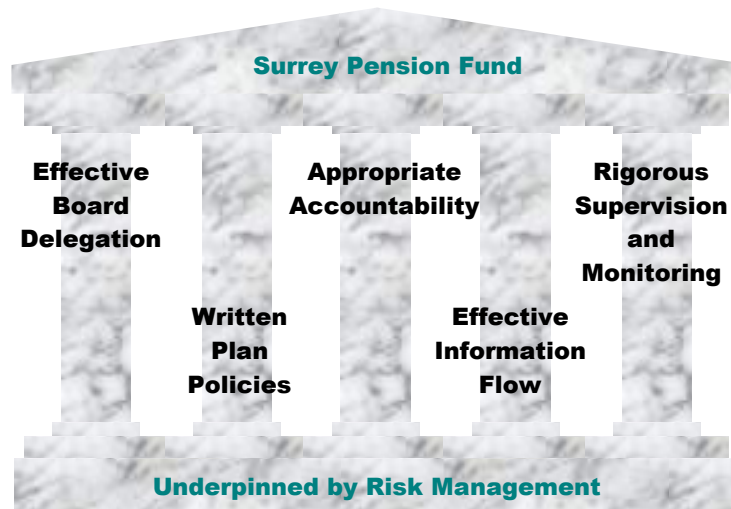 Surrey Pension Fund
Effective
Board
Delegation
Written
Plan
Policies
Appropriate
Accountability
Effective
Information
Flow
Rigorous
Supervision
and
Monitoring
Underpinned by Risk Management